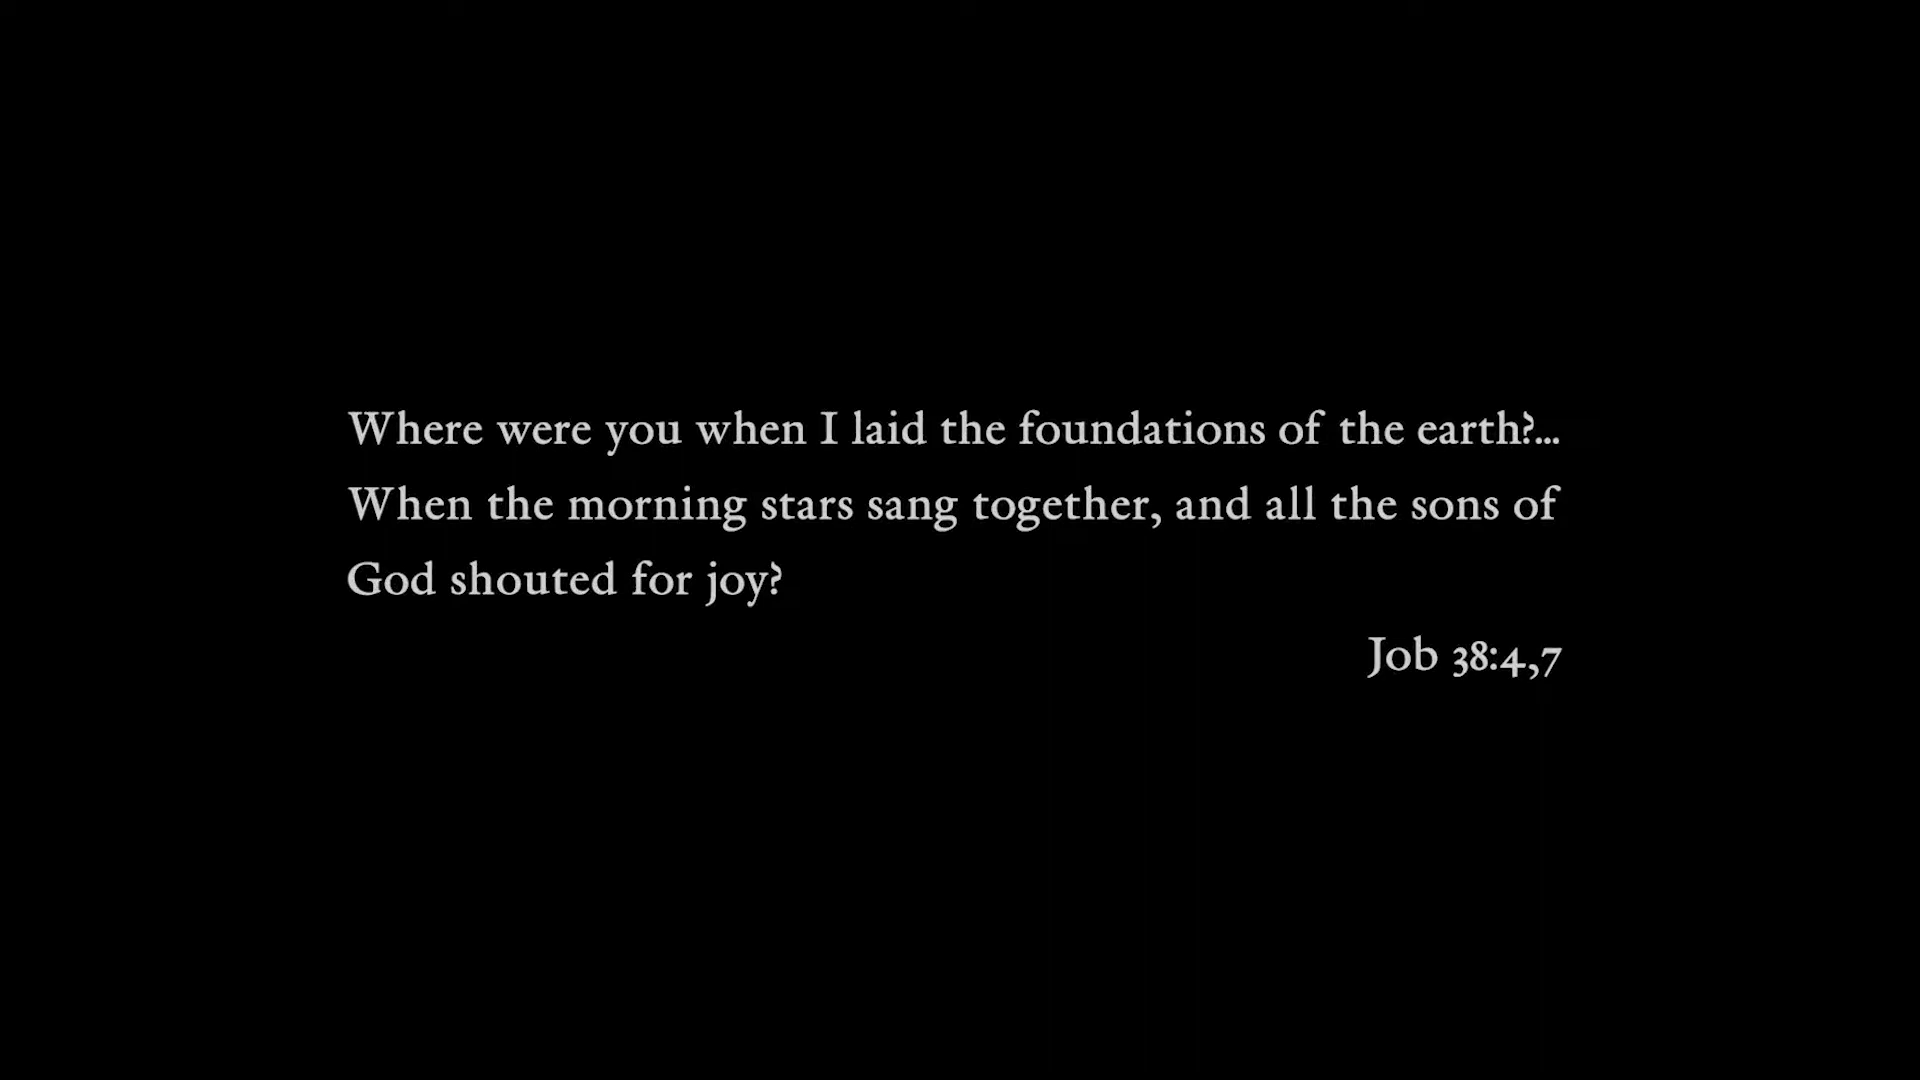 Where were you when I laid the foundations of the earth?...
When the morning stars sang together, and all the sons of
God shouted for joy?
Job 38:4,7